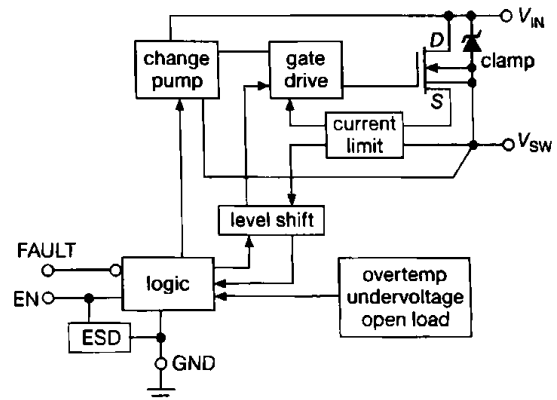 V_IN
D
change
pump
gate
drive
clamp
S
current
limit
V_SW
level shift
FAULT
logic
overtemp
undervoltage
open load
EN
ESD
GND